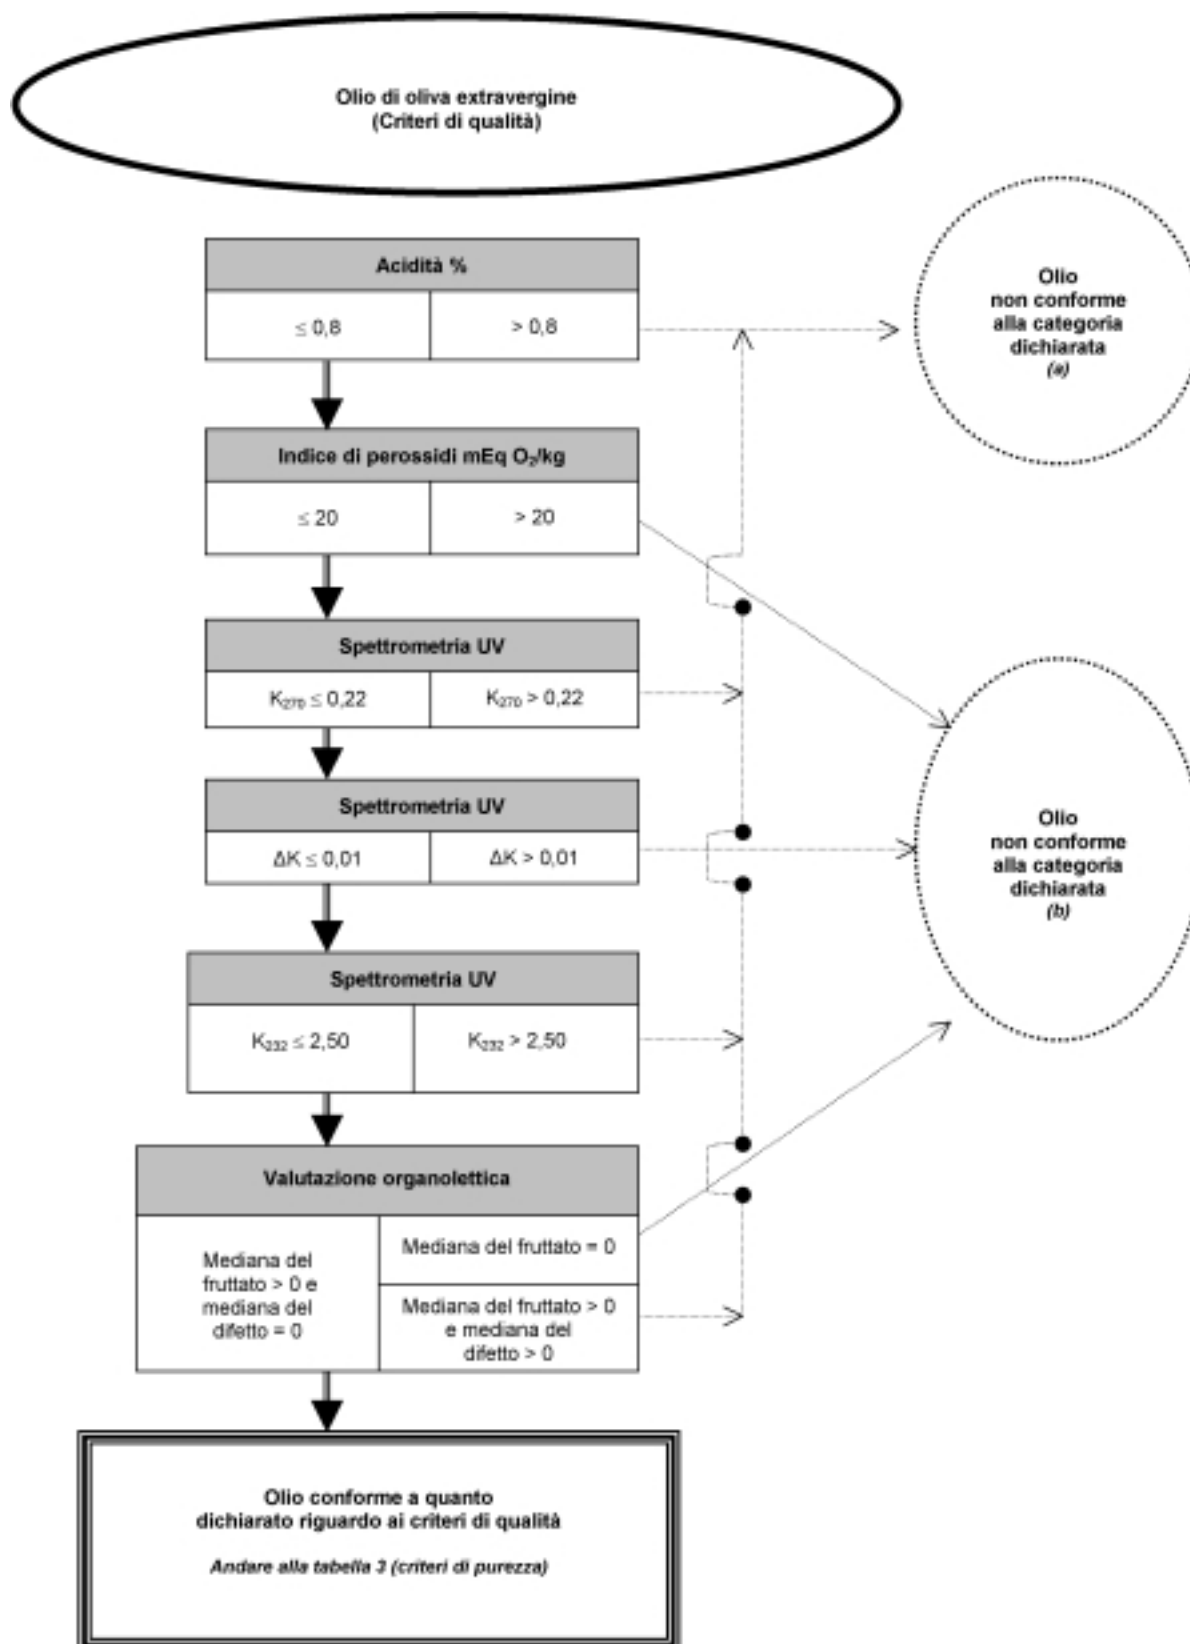 Olio di oliva extravergine
(Criteri di qualità)
Acidità %
≤ 0,8
> 0,8
Olio
non conforme
alla categoria
dichiarata
(a)
Indice di perossidi mEq O₂/kg
≤ 20
> 20
Spettrometria UV
K₂₇₀ ≤ 0,22
K₂₇₀ > 0,22
Spettrometria UV
ΔK ≤ 0,01
ΔK > 0,01
Olio
non conforme
alla categoria
dichiarata
(b)
Spettrometria UV
K₂₃₂ ≤ 2,50
K₂₃₂ > 2,50
Valutazione organolettica
Mediana del
fruttato > 0 e
mediana del
difetto = 0
Mediana del fruttato = 0
Mediana del fruttato > 0
e mediana del
difetto > 0
Olio conforme a quanto
dichiarato riguardo ai criteri di qualità
Andare alla tabella 3 (criteri di purezza)